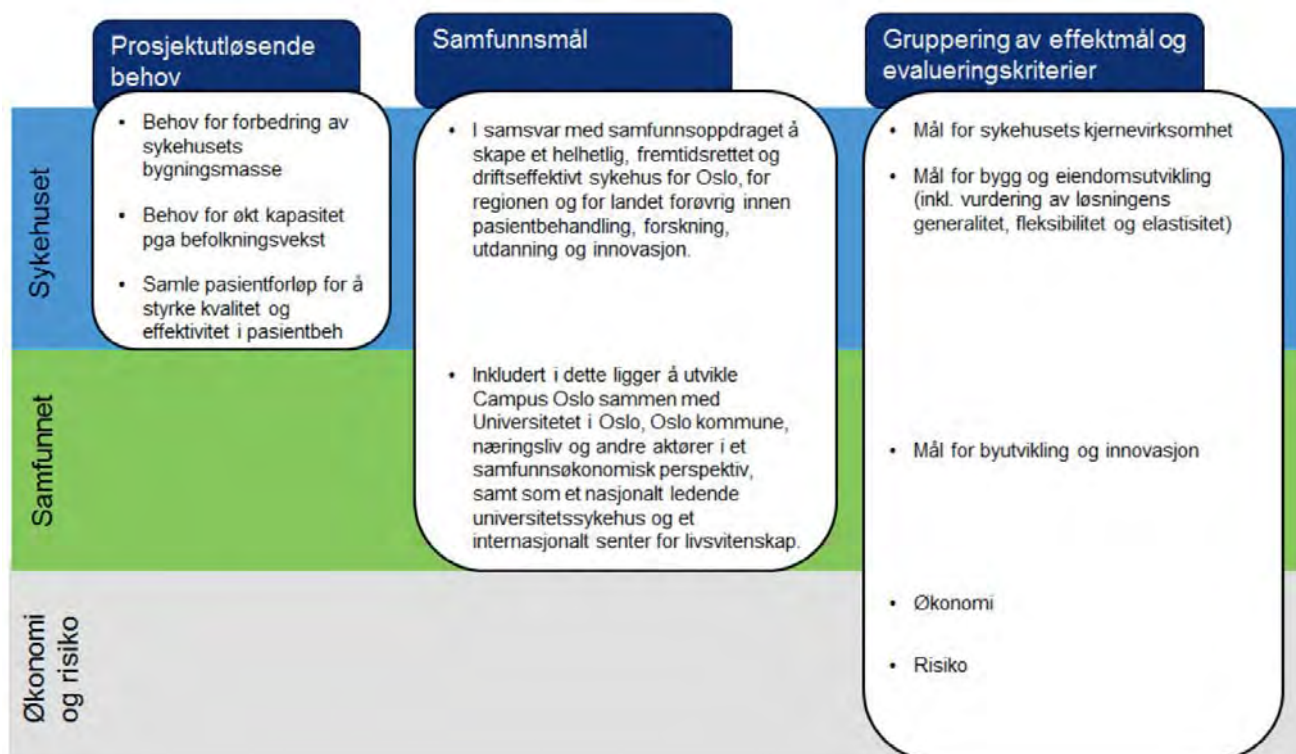 Prosjektutløsende
behov
Samfunnsmål
Gruppering av effektmål og
evalueringskriterier
Sykehuset
• Behov for forbedring av
sykehusets
bygningsmasse
• Behov for økt kapasitet
pga befolkningsvekst
• Samle pasientforløp for å
styrke kvalitet og
effektivitet i pasientbeh
• I samsvar med samfunnsoppdraget å
skape et helhetlig, fremtidsrettet og
driftseffektivt sykehus for Oslo, for
regionen og for landet forøvrig innen
pasientbehandling, forskning,
utdanning og innovasjon.
• Mål for sykehusets kjernevirksomhet
• Mål for bygg og eiendomsutvikling
(inkl. vurdering av løsningens
generalitet, fleksibilitet og elastisitet)
Samfunnet
• Inkludert i dette ligger å utvikle
Campus Oslo sammen med
Universitetet i Oslo, Oslo kommune,
næringsliv og andre aktører i et
samfunnsøkonomisk perspektiv,
samt som et nasjonalt ledende
universitetssykehus og et
internasjonalt senter for livsvitenskap.
• Mål for byutvikling og innovasjon
Økonomi
og risiko
• Økonomi
• Risiko